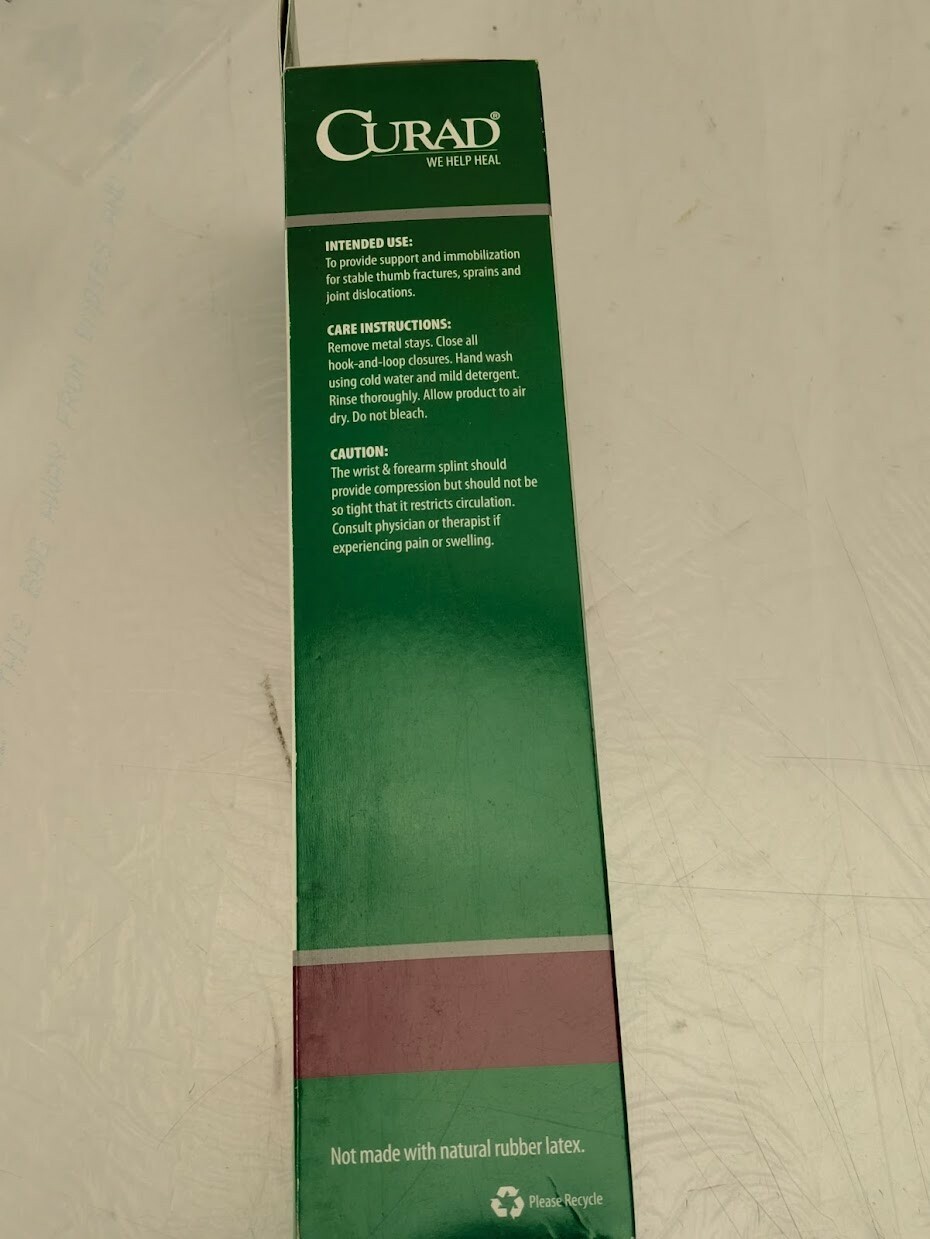 CURAD®
WE HELP HEAL
INTENDED USE:
To provide support and immobilization
for stable thumb fractures, sprains and
joint dislocations.
CARE INSTRUCTIONS:
Remove metal stays. Close all
hook-and-loop closures. Hand wash
using cold water and mild detergent.
Rinse thoroughly. Allow product to air
dry. Do not bleach.
CAUTION:
The wrist & forearm splint should
provide compression but should not be
so tight that it restricts circulation.
Consult physician or therapist if
experiencing pain or swelling.
Not made with natural rubber latex.
Please Recycle
THIS BAG AWAY FROM